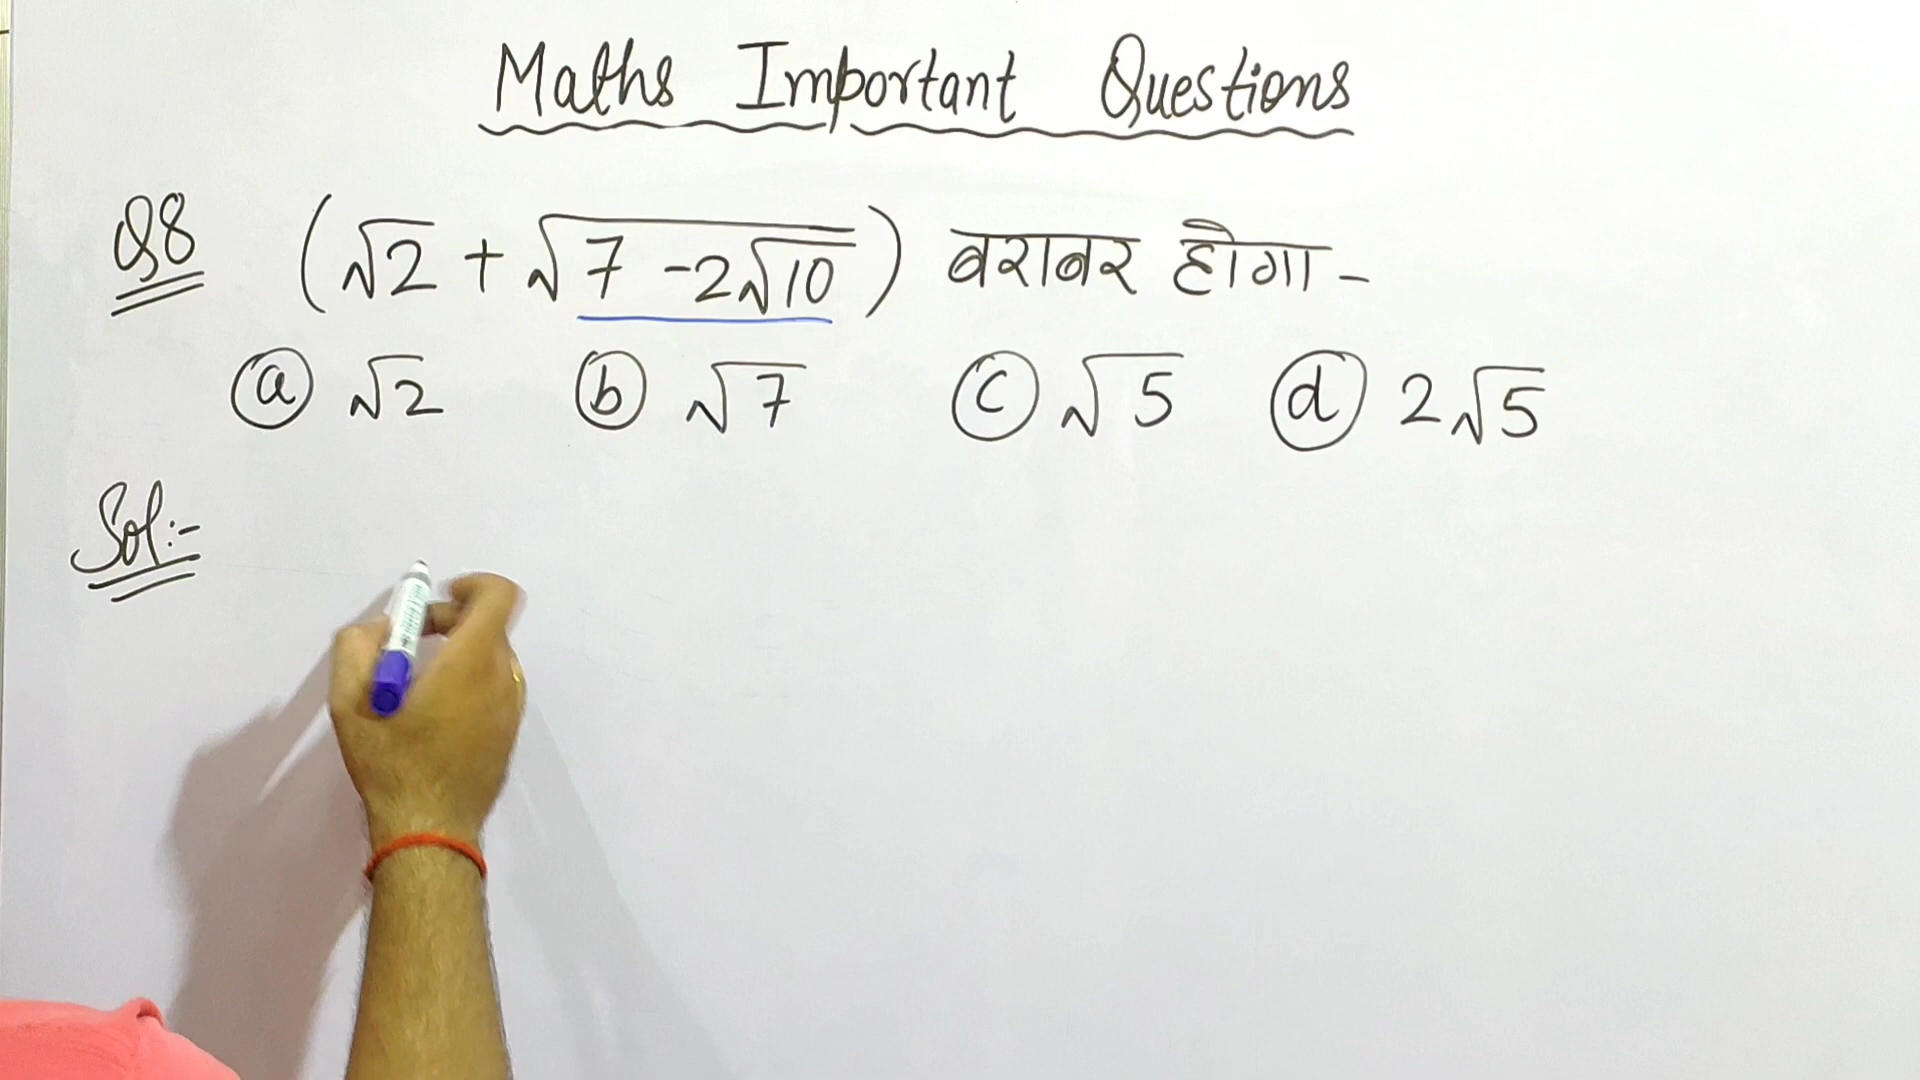 Maths Important Questions
Q8 (√2 + √(7 - 2√10)) बराबर होगा -
(a) √2 (b) √7 (c) √5 (d) 2√5
Sol:-